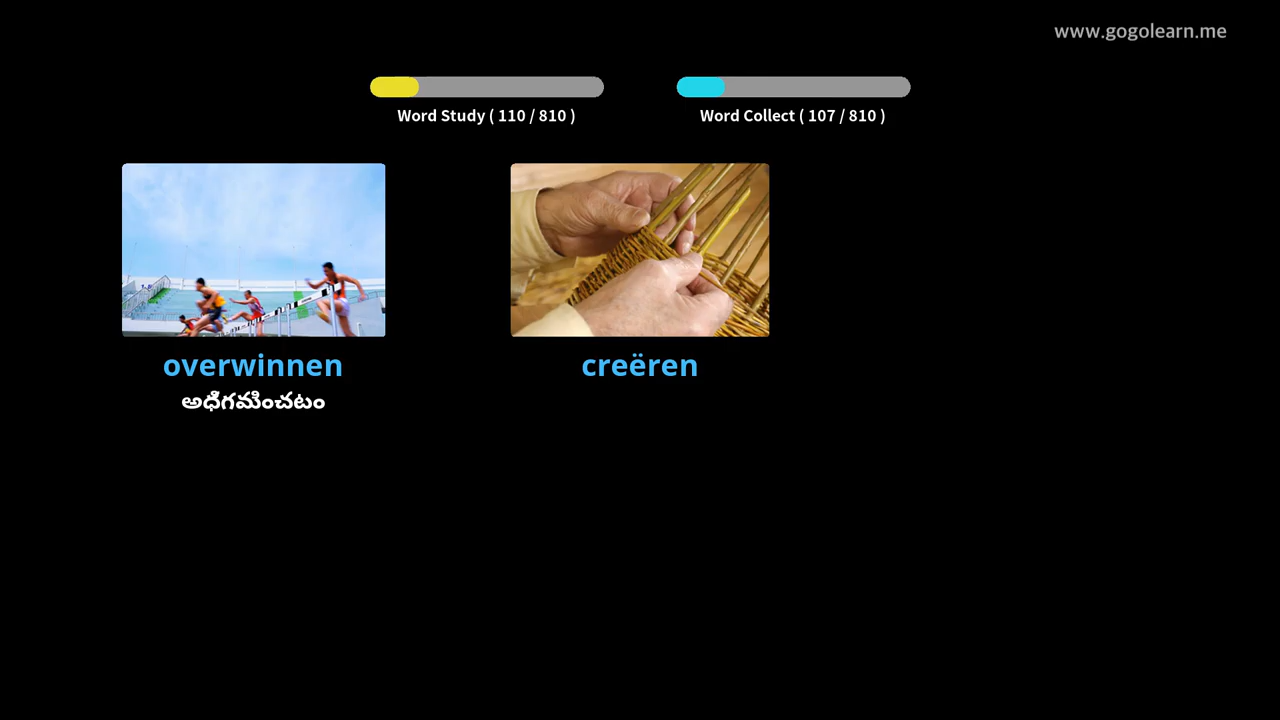 www.gogolearn.me
Word Study ( 110 / 810 )
Word Collect ( 107 / 810 )
overwinnen
creëren
అధిగమించటం